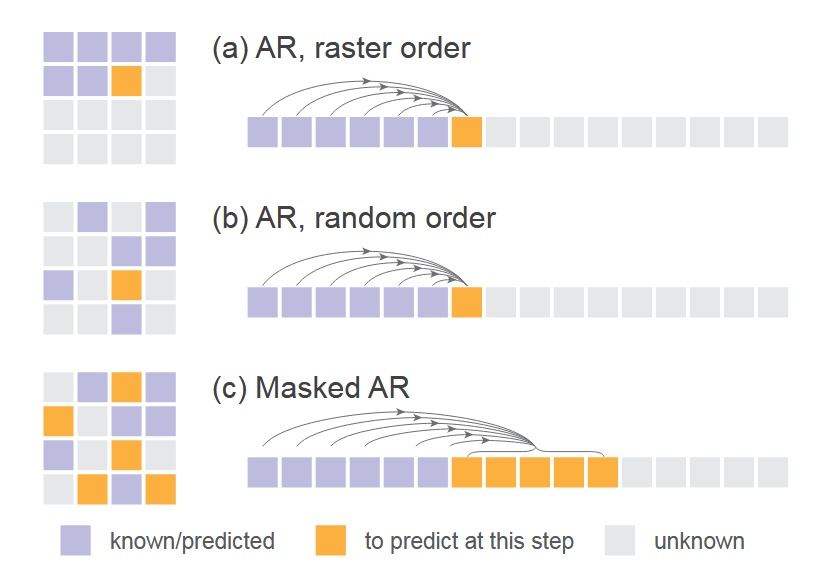 (a) AR, raster order
(b) AR, random order
(c) Masked AR
known/predicted to predict at this step unknown